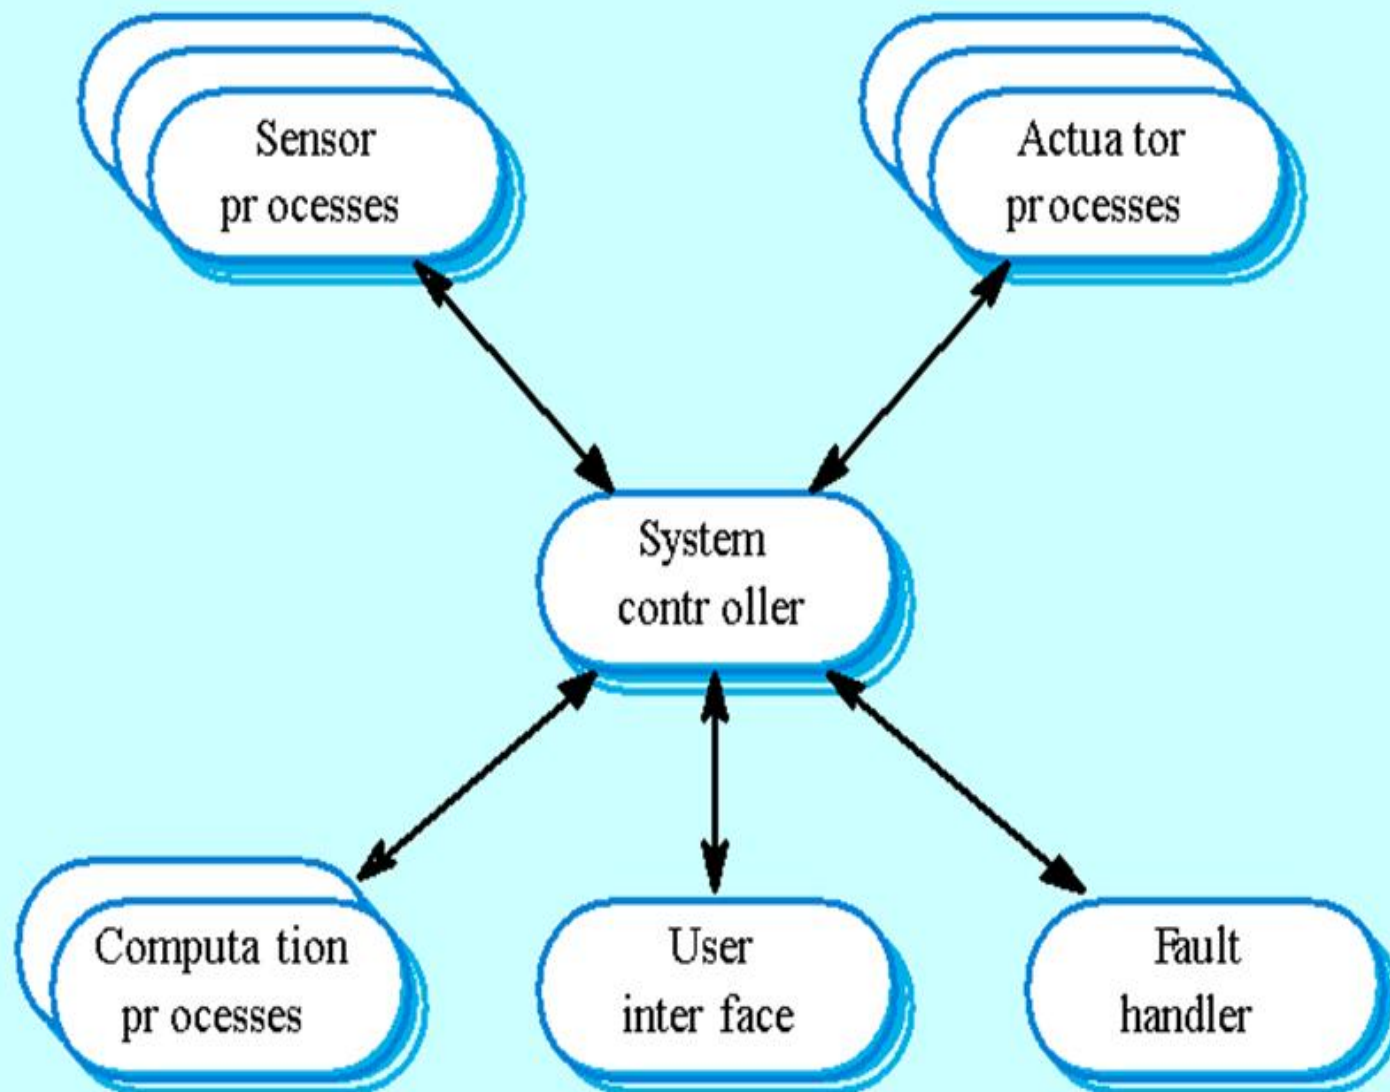 Sensor
pr ocesses
Actua tor
pr ocesses
System
contr oller
Computa tion
pr ocesses
User
inter face
Fault
handler